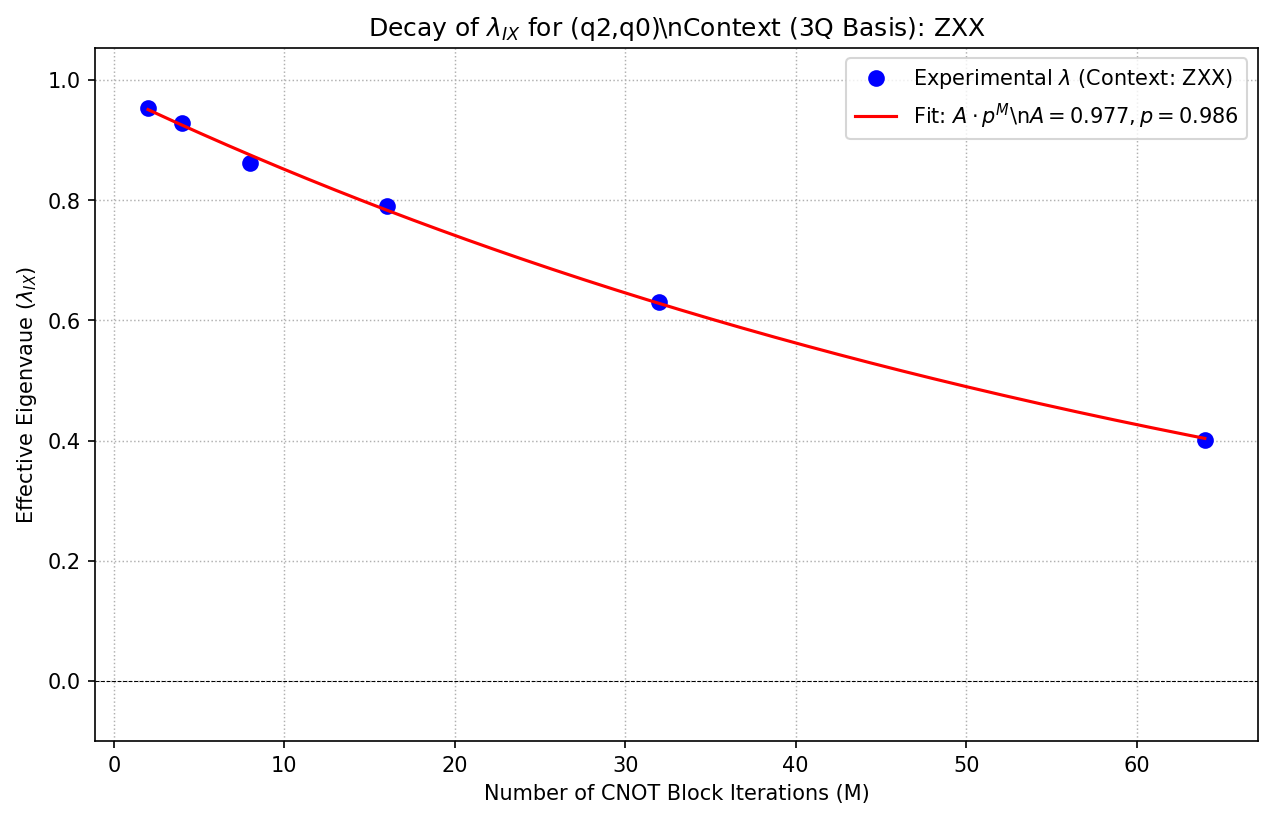 Decay of λ_IX for (q2,q0)\nContext (3Q Basis): ZXX
Experimental λ (Context: ZXX)
Fit: A · p^M\nA = 0.977, p = 0.986
Effective Eigenvaue (λ_IX)
1.0
0.8
0.6
0.4
0.2
0.0
0 10 20 30 40 50 60
Number of CNOT Block Iterations (M)